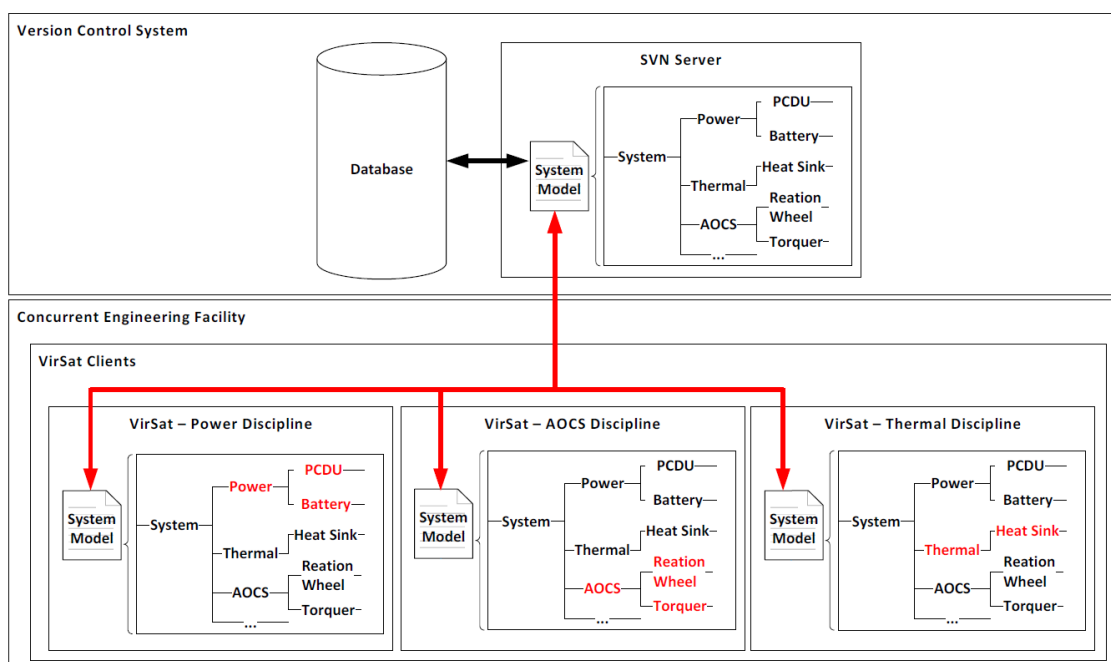 Version Control System
SVN Server
Database
System
Model
System
Power
PCDU
Battery
Thermal
Heat Sink
AOCS
Reation
Wheel
Torquer
...
Concurrent Engineering Facility
VirSat Clients
VirSat – Power Discipline
System
Model
System
Power
PCDU
Battery
Thermal
Heat Sink
AOCS
Reation
Wheel
Torquer
...
VirSat – AOCS Discipline
System
Model
System
Power
PCDU
Battery
Thermal
Heat Sink
AOCS
Reation
Wheel
Torquer
...
VirSat – Thermal Discipline
System
Model
System
Power
PCDU
Battery
Thermal
Heat Sink
AOCS
Reation
Wheel
Torquer
...